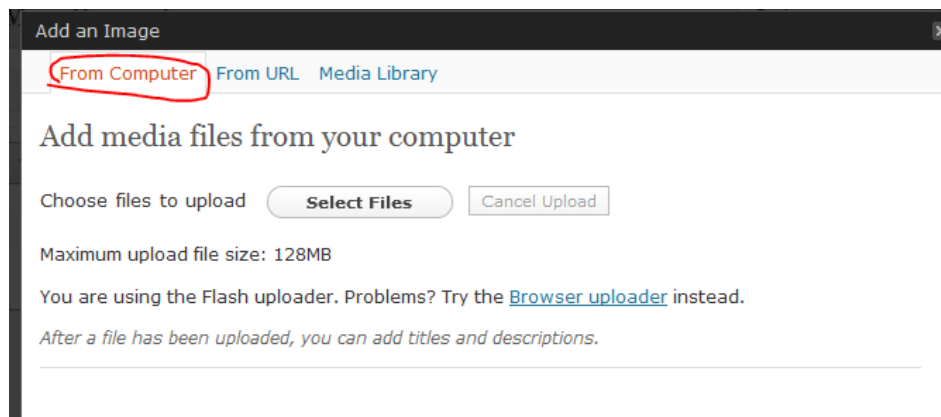 Add an Image
From Computer From URL Media Library
Add media files from your computer
Choose files to upload Select Files Cancel Upload
Maximum upload file size: 128MB
You are using the Flash uploader. Problems? Try the Browser uploader instead.
After a file has been uploaded, you can add titles and descriptions.